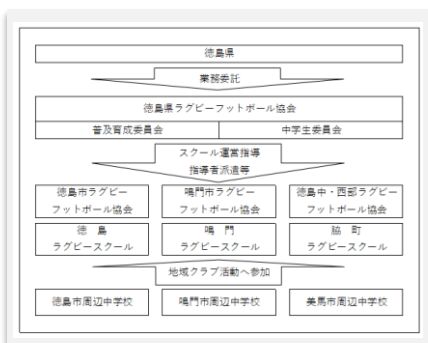 徳島県
業務委託
徳島県ラグビーフットボール協会
普及育成委員会
中学生委員会
スクール運営指導
指導者派遣等
徳島市ラグビー
フットボール協会
鳴門市ラグビー
フットボール協会
徳島中・西部ラグビー
フットボール協会
徳島
ラグビースクール
鳴門
ラグビースクール
脇町
ラグビースクール
地域クラブ活動へ参加
徳島市周辺中学校
鳴門市周辺中学校
美馬市周辺中学校